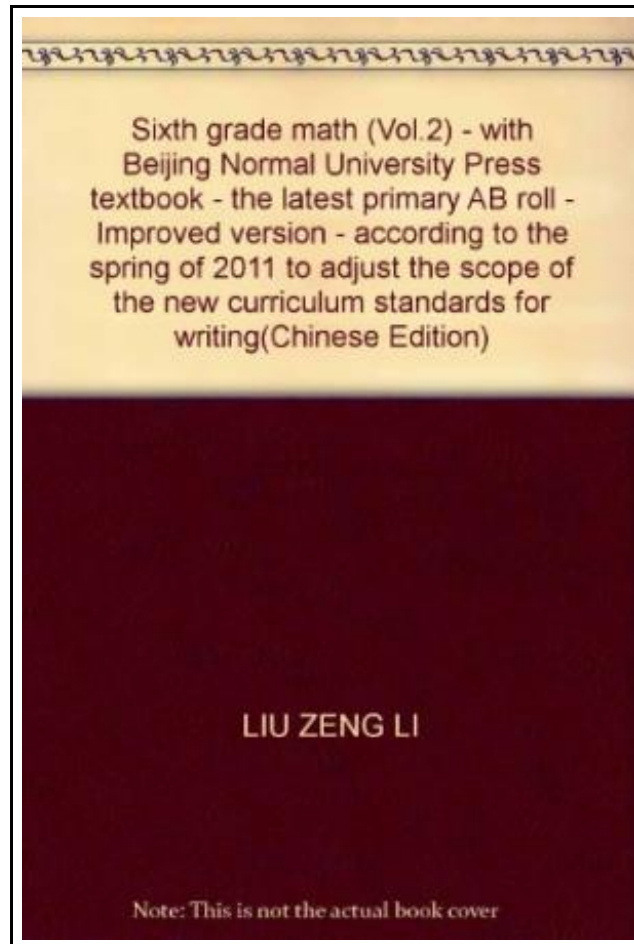 Sixth grade math (Vol.2) - with
Beijing Normal University Press
textbook - the latest primary AB roll -
Improved version - according to the
spring of 2011 to adjust the scope of
the new curriculum standards for
writing(Chinese Edition)
LIU ZENG LI
Note: This is not the actual book cover